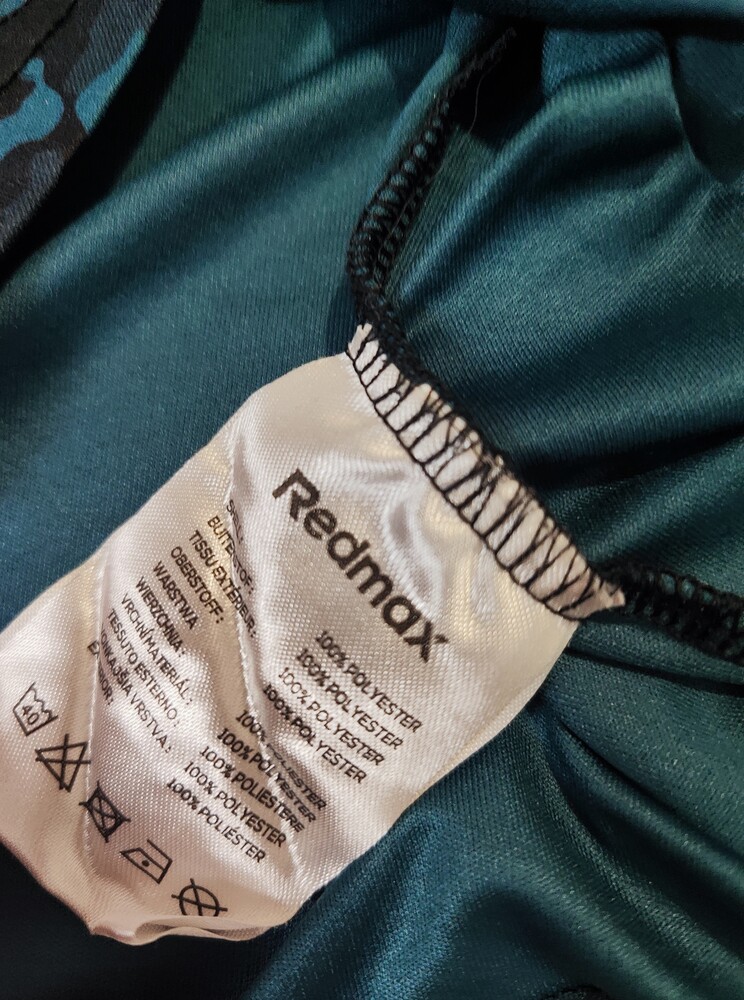 Redmax
SHELL: 100% POLYESTER
BUITENSTOF: 100% POLYESTER
TISSU EXTÉRIEUR: 100% POLYESTER
OBERSTOFF: 100% POLYESTER
WARSTWA
WIERZCHNIA: 100% POLIESTER
VRCHNÍ MATERIÁL: 100% POLYESTER
TESSUTO ESTERNO: 100% POLIESTERE
VONKAJŠIA VRSTVA: 100% POLYESTER
100% POLIÉSTER
40